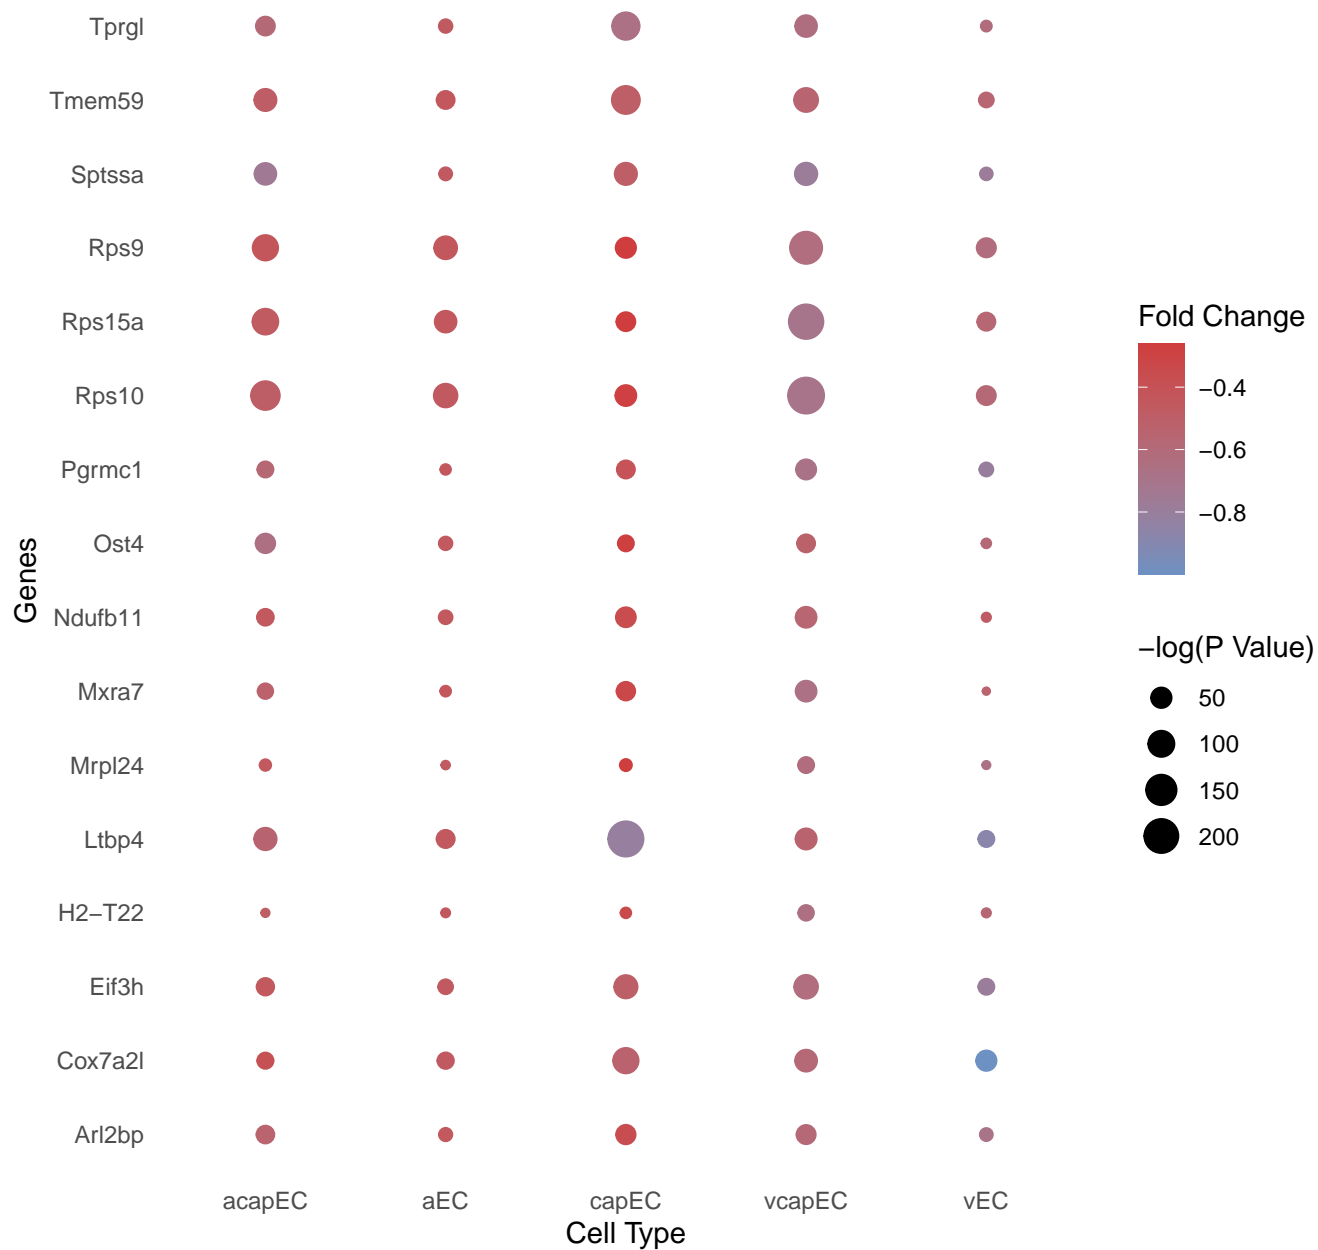 Tprgl
Tmem59
Sptssa
Rps9
Rps15a
Rps10
Pgrmc1
Ost4
Ndufb11
Mxra7
Mrpl24
Ltbp4
H2−T22
Eif3h
Cox7a2l
Arl2bp
Genes
acapEC aEC capEC vcapEC vEC
Cell Type
Fold Change
−0.4
−0.6
−0.8
−log(P Value)
50
100
150
200